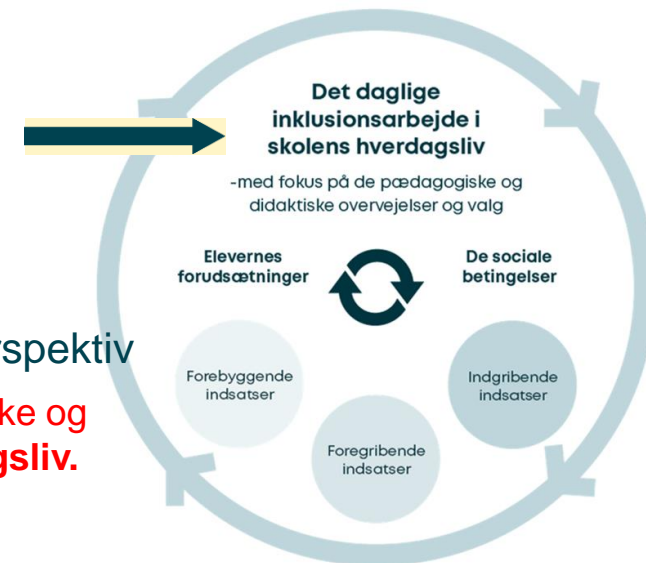 Det daglige
inklusionsarbejde i
skolens hverdagsliv
-med fokus på de pædagogiske og
didaktiske overvejelser og valg
Elevernes
forudsætninger
De sociale
betingelser
Forebyggende
indsatser
Foregribende
indsatser
Indgribende
indsatser
og